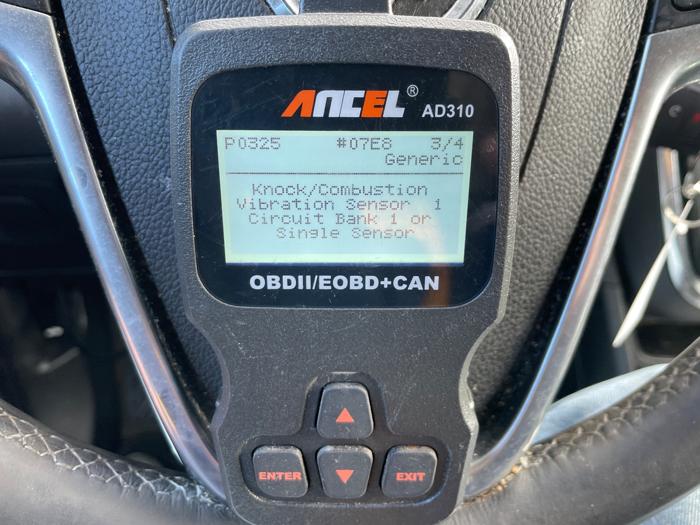 ANCEL ®
AD310
P0325 #07E8 3/4
Generic
Knock/Combustion
Vibration Sensor 1
Circuit Bank 1 or
Single Sensor
OBDII/EOBD+CAN
ENTER EXIT